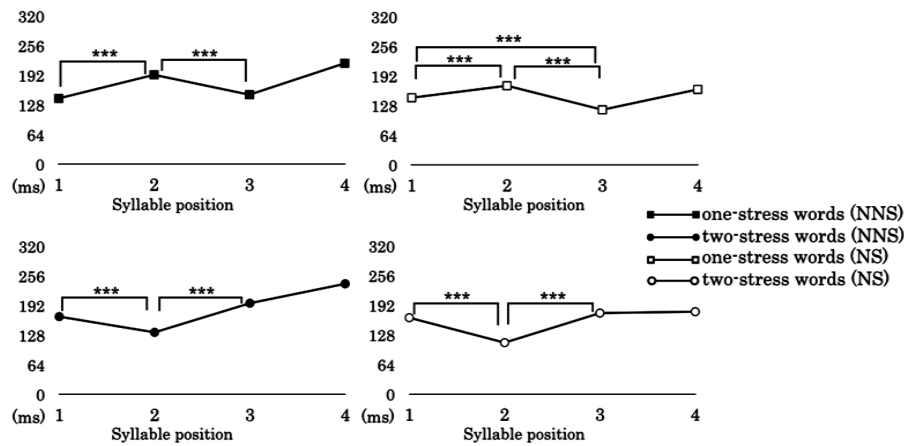 320
256
192
128
64
0
(ms)
*** ***
1 2 3 4
Syllable position
320
256
192
128
64
0
(ms)
***
*** ***
1 2 3 4
Syllable position
one-stress words (NNS)
two-stress words (NNS)
one-stress words (NS)
two-stress words (NS)
320
256
192
128
64
0
(ms)
*** ***
1 2 3 4
Syllable position
320
256
192
128
64
0
(ms)
*** ***
1 2 3 4
Syllable position